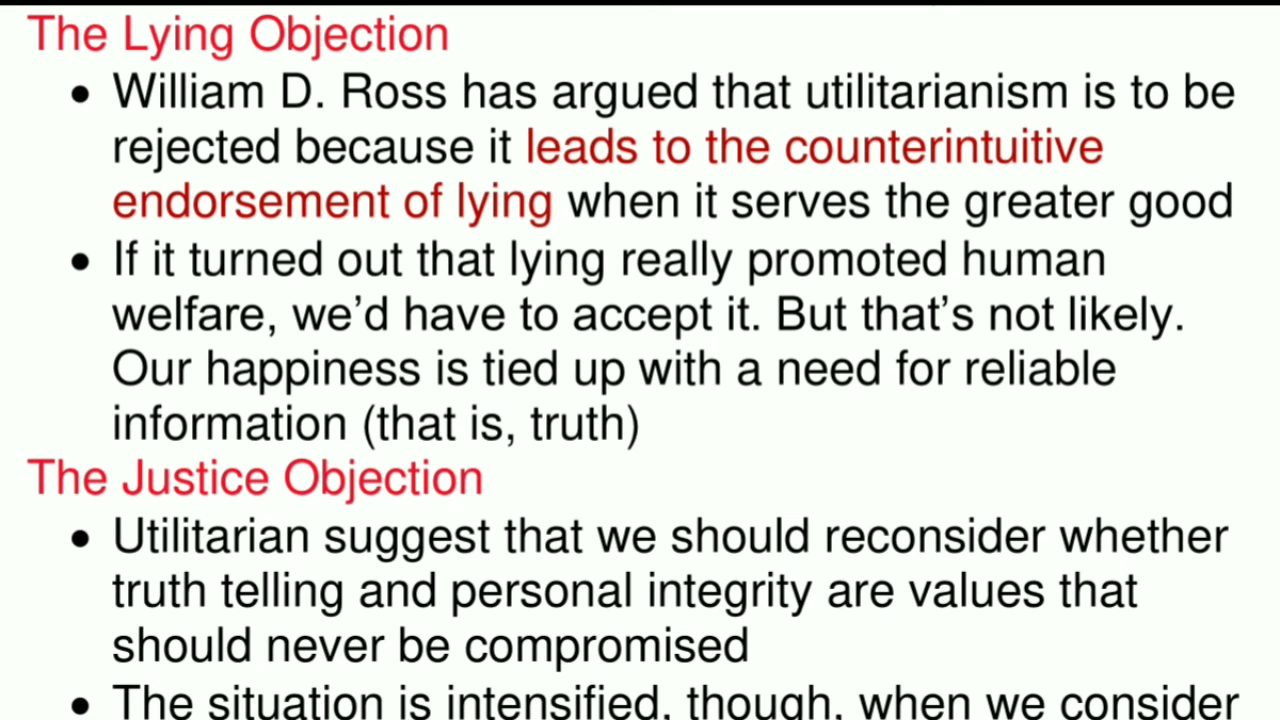 The Lying Objection
• William D. Ross has argued that utilitarianism is to be
rejected because it leads to the counterintuitive
endorsement of lying when it serves the greater good
• If it turned out that lying really promoted human
welfare, we’d have to accept it. But that’s not likely.
Our happiness is tied up with a need for reliable
information (that is, truth)
The Justice Objection
• Utilitarian suggest that we should reconsider whether
truth telling and personal integrity are values that
should never be compromised
• The situation is intensified, though, when we consider